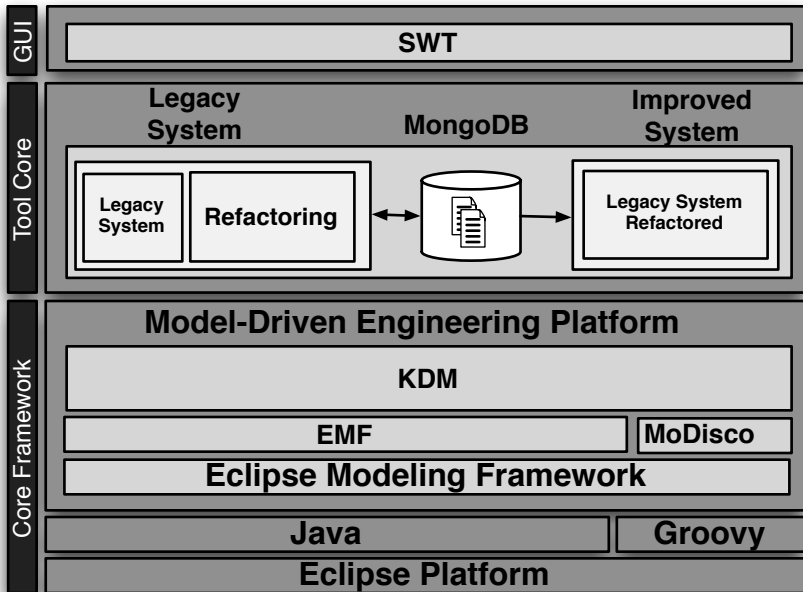 GUI
SWT
Tool Core
Legacy
System
MongoDB
Improved
System
Legacy
System
Refactoring
Legacy System
Refactored
Core Framework
Model-Driven Engineering Platform
KDM
EMF
MoDisco
Eclipse Modeling Framework
Java
Groovy
Eclipse Platform